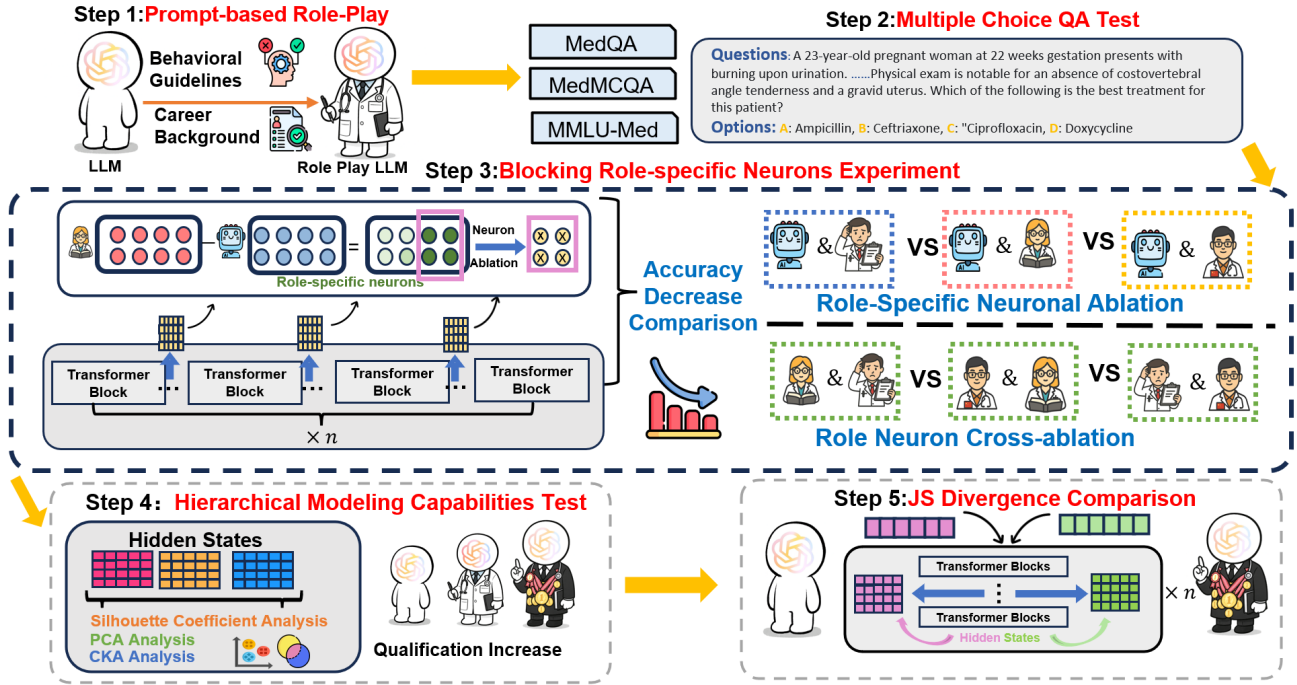 Step 1:Prompt-based Role-Play
Behavioral
Guidelines
Career
Background
LLM
Role Play LLM
MedQA
MedMCQA
MMLU-Med
Step 2:Multiple Choice QA Test
Questions: A 23-year-old pregnant woman at 22 weeks gestation presents with
burning upon urination. ......Physical exam is notable for an absence of costovertebral
angle tenderness and a gravid uterus. Which of the following is the best treatment for
this patient?
Options: A: Ampicillin, B: Ceftriaxone, C: "Ciprofloxacin, D: Doxycycline
Step 3:Blocking Role-specific Neurons Experiment
=
Neuron
Ablation
X X
X X
Role-specific neurons
Transformer
Block
...
Transformer
Block
...
Transformer
Block
...
Transformer
Block
× n
Accuracy
Decrease
Comparison
AI & VS AI & VS AI &
Role-Specific Neuronal Ablation
& VS & VS &
Role Neuron Cross-ablation
Step 4：Hierarchical Modeling Capabilities Test
Hidden States
Silhouette Coefficient Analysis
PCA Analysis
CKA Analysis
Qualification Increase
Step 5:JS Divergence Comparison
Transformer Blocks
⋮
Transformer Blocks
Hidden States
× n